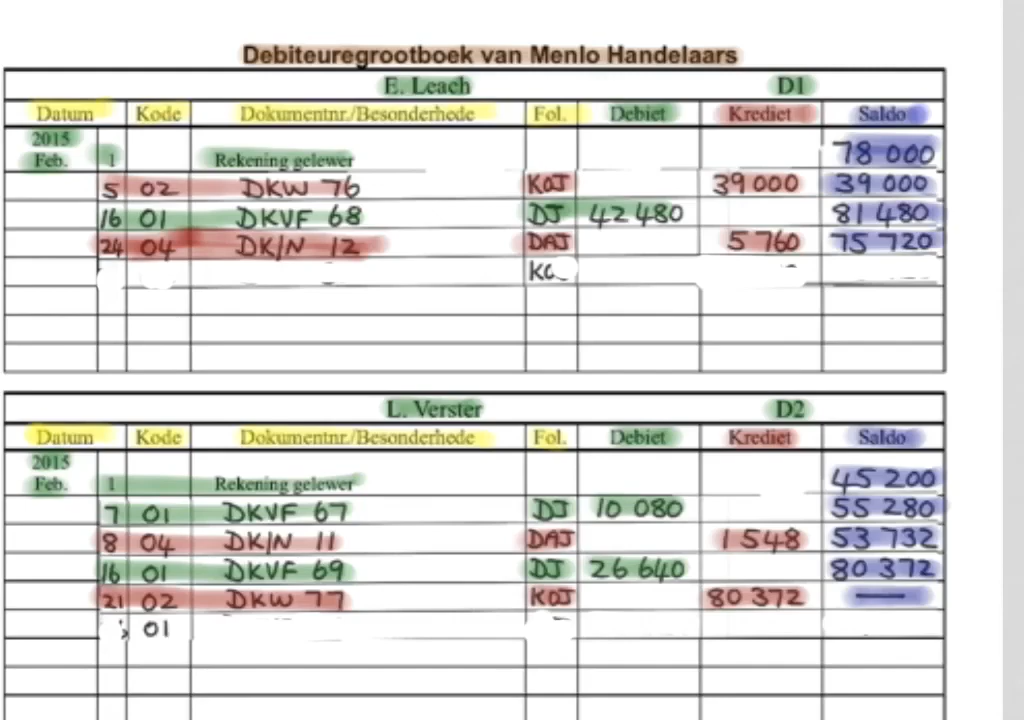 Debiteuregrootboek van Menlo Handelaars
E. Leach D1
Datum Kode Dokumentnr./Besonderhede Fol. Debiet Krediet Saldo
2015
Feb. 1 Rekening gelewer 78 000
5 02 DKW 76 KOJ 39 000 39 000
16 01 DKVF 68 DJ 42 480 81 480
24 04 DK/N 12 DAJ 5 760 75 720
L. Verster D2
Datum Kode Dokumentnr./Besonderhede Fol. Debiet Krediet Saldo
2015
Feb. 1 Rekening gelewer 45 200
7 01 DKVF 67 DJ 10 080 55 280
8 04 DK/N 11 DAJ 1 548 53 732
16 01 DKVF 69 DJ 26 640 80 372
21 02 DKW 77 KOJ 80 372 —
01